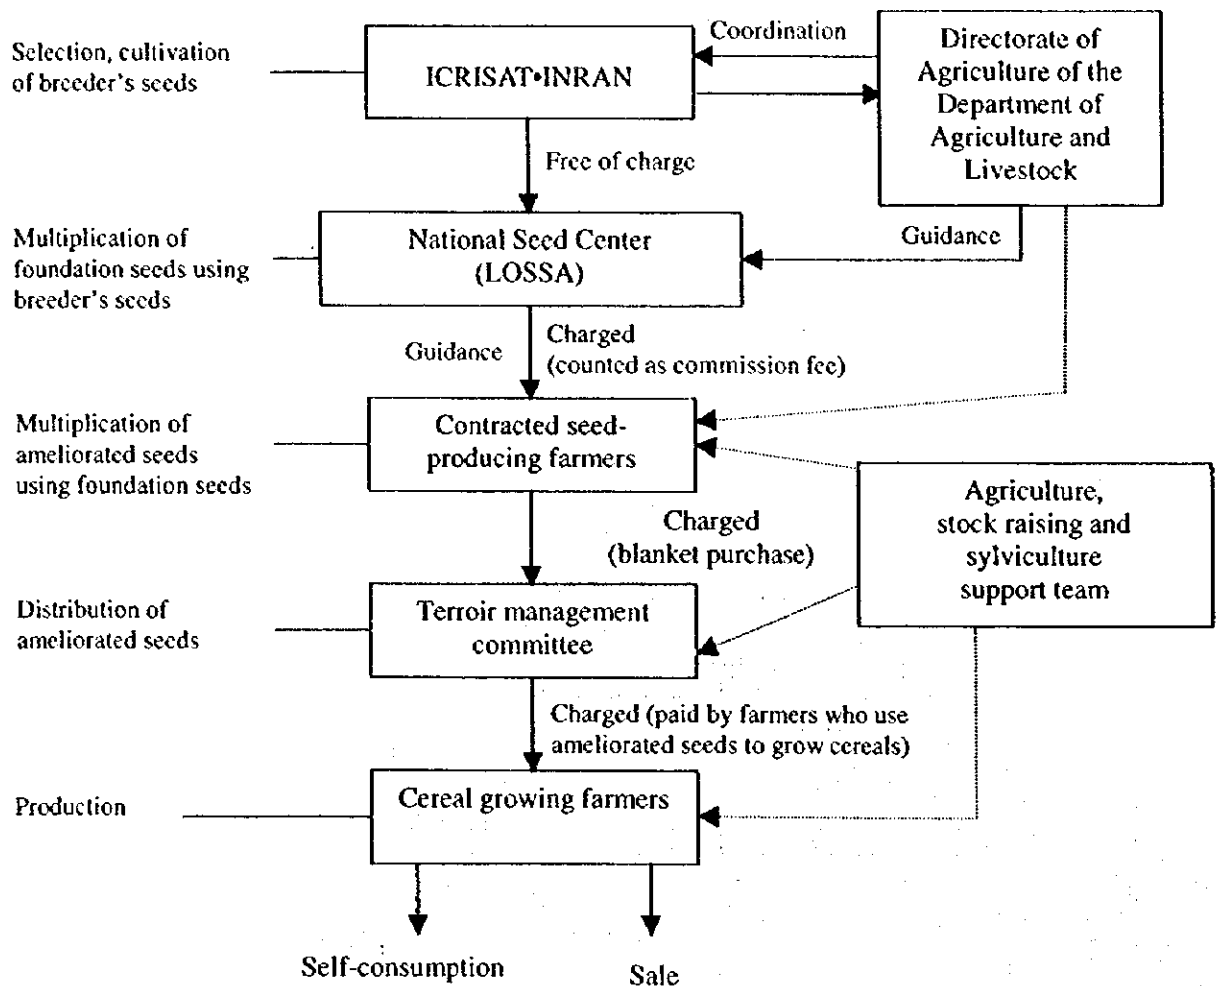 Selection, cultivation
of breeder's seeds
ICRISAT•INRAN
Coordination
Directorate of
Agriculture of the
Department of
Agriculture and
Livestock
Free of charge
Multiplication of
foundation seeds using
breeder's seeds
National Seed Center
(LOSSA)
Guidance
Guidance
Charged
(counted as commission fee)
Multiplication of
ameliorated seeds
using foundation seeds
Contracted seed-
producing farmers
Agriculture,
stock raising and
sylviculture
support team
Charged
(blanket purchase)
Distribution of
ameliorated seeds
Terroir management
committee
Charged (paid by farmers who use
ameliorated seeds to grow cereals)
Production
Cereal growing farmers
Self-consumption
Sale